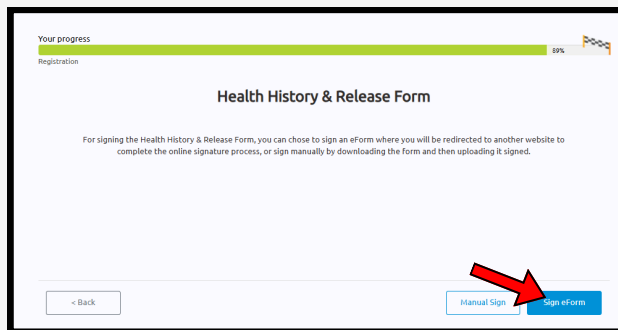 Your progress
89%
Registration
Health History & Release Form
For signing the Health History & Release Form, you can chose to sign an eForm where you will be redirected to another website to
complete the online signature process, or sign manually by downloading the form and then uploading it signed.
< Back
Manual Sign
Sign eForm